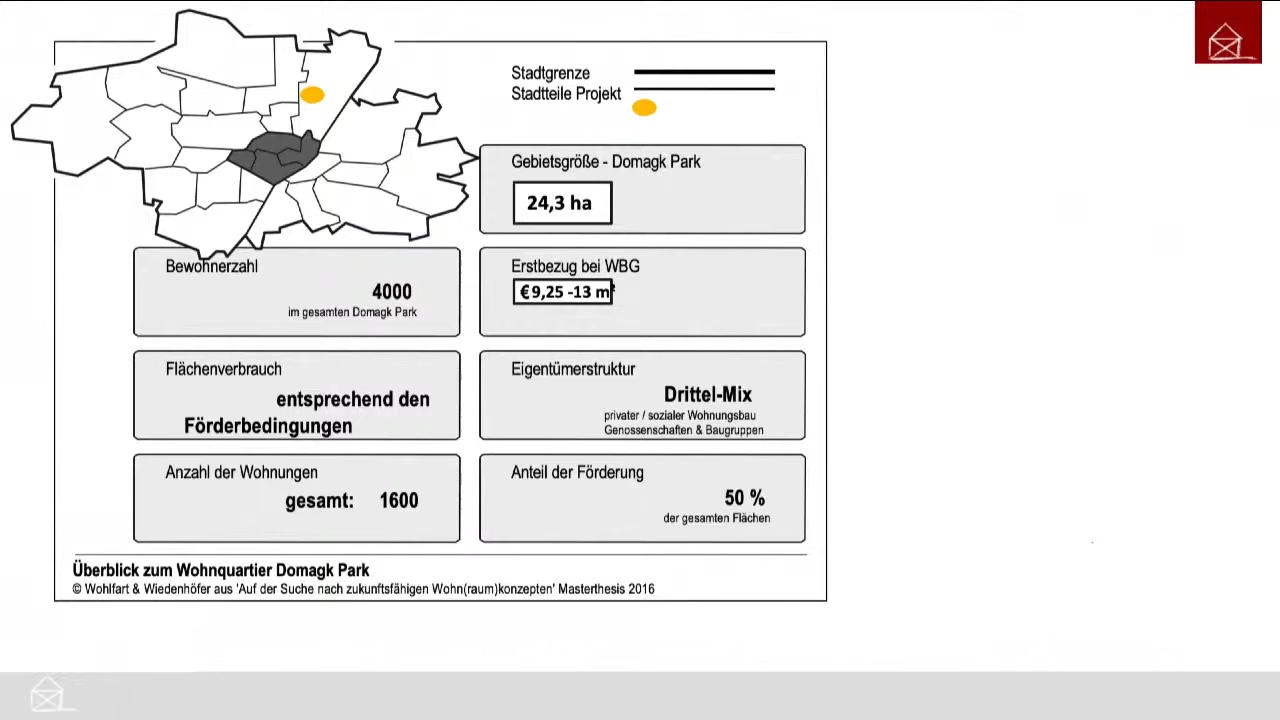 Stadtgrenze
Stadtteile Projekt
Gebietsgröße - Domagk Park
24,3 ha
Bewohnerzahl
4000
im gesamten Domagk Park
Erstbezug bei WBG
€ 9,25 -13 m²
Flächenverbrauch
entsprechend den
Förderbedingungen
Eigentümerstruktur
Drittel-Mix
privater / sozialer Wohnungsbau
Genossenschaften & Baugruppen
Anzahl der Wohnungen
gesamt: 1600
Anteil der Förderung
50 %
der gesamten Flächen
Überblick zum Wohnquartier Domagk Park
© Wohlfart & Wiedenhöfer aus 'Auf der Suche nach zukunftsfähigen Wohn(raum)konzepten' Masterthesis 2016